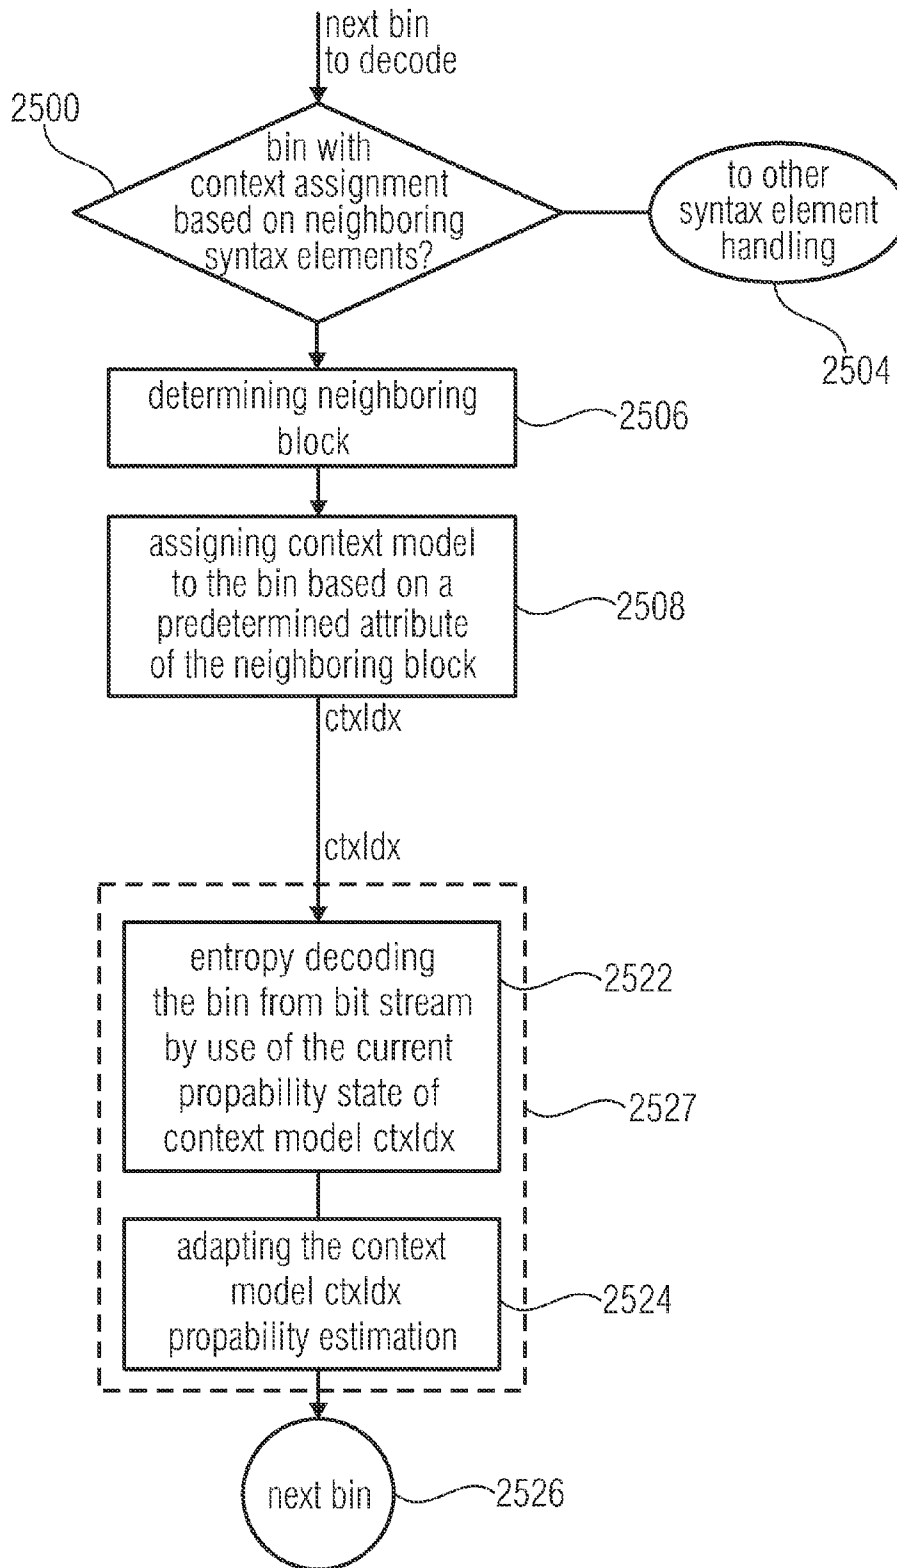 next bin
to decode
2500
bin with
context assignment
based on neighboring
syntax elements?
to other
syntax element
handling
2504
determining neighboring
block
2506
assigning context model
to the bin based on a
predetermined attribute
of the neighboring block
2508
ctxIdx
ctxIdx
entropy decoding
the bin from bit stream
by use of the current
propability state of
context model ctxIdx
2522
2527
adapting the context
model ctxIdx
propability estimation
2524
next bin
2526